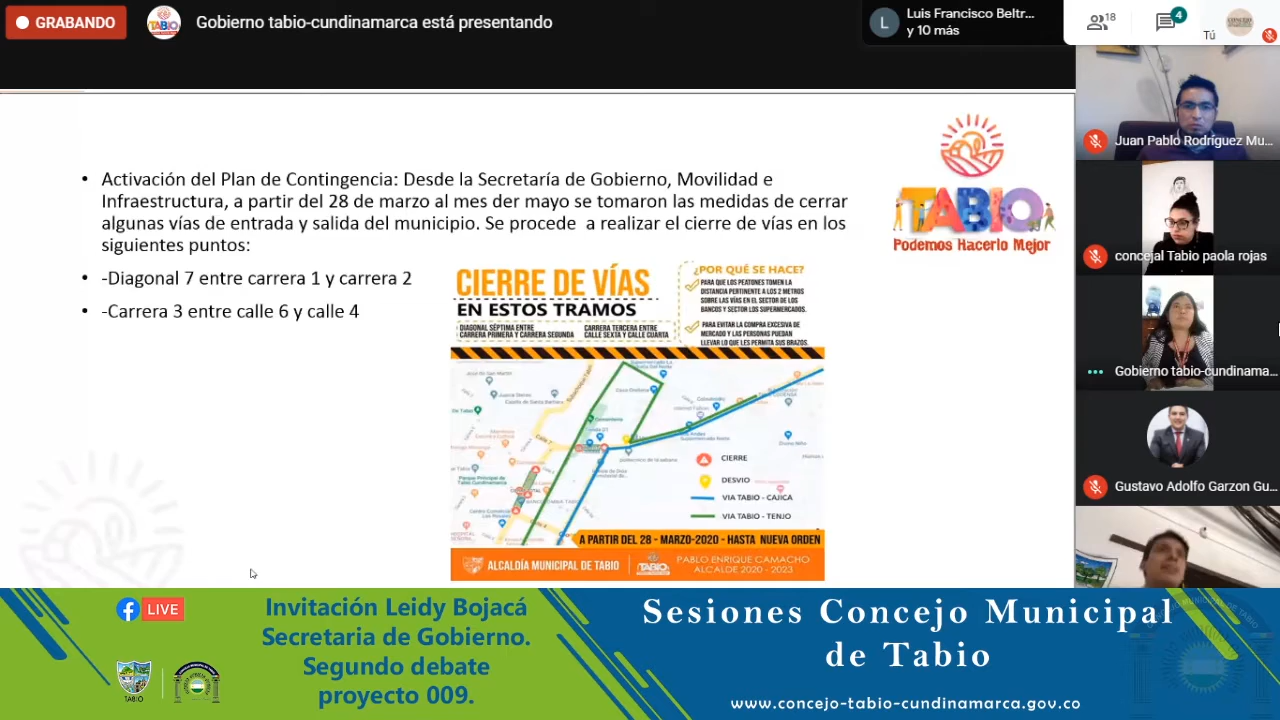 GRABANDO
Gobierno tabio-cundinamarca está presentando
Luis Francisco Beltr...
y 10 más
18
4
Tú
Activación del Plan de Contingencia: Desde la Secretaría de Gobierno, Movilidad e
Infraestructura, a partir del 28 de marzo al mes der mayo se tomaron las medidas de cerrar
algunas vías de entrada y salida del municipio. Se procede a realizar el cierre de vías en los
siguientes puntos:
-Diagonal 7 entre carrera 1 y carrera 2
-Carrera 3 entre calle 6 y calle 4
TABIO
Podemos Hacerlo Mejor
CIERRE DE VÍAS
EN ESTOS TRAMOS
DIAGONAL SÉPTIMA ENTRE
CARRERA PRIMERA Y CARRERA SEGUNDA
CARRERA TERCERA ENTRE
CALLE SEXTA Y CALLE CUARTA
¿POR QUÉ SE HACE?
PARA QUE LOS PEATONES TOMEN LA
DISTANCIA PERTINENTE A LOS 2 METROS
SOBRE LAS VÍAS EN EL SECTOR DE LOS
BANCOS Y SECTOR LOS SUPERMERCADOS.
PARA EVITAR LA COMPRA EXCESIVA DE
MERCADO Y LAS PERSONAS PUEDAN
LLEVAR LO QUE LES PERMITA SUS BRAZOS.
Parque Principal de
Tabio Cundinamarca
CIERRE
DESVIO
VIA TABIO - CAJICA
VIA TABIO - TENJO
A PARTIR DEL 28 - MARZO-2020 - HASTA NUEVA ORDEN
ALCALDÍA MUNICIPAL DE TABIO
TABIO
PABLO ENRIQUE CAMACHO
ALCALDE 2020 - 2023
Juan Pablo Rodríguez Mu...
concejal Tabio paola rojas
Gobierno tabio-cundinama...
Gustavo Adolfo Garzon Gu...
LIVE
TABIO
Invitación Leidy Bojacá
Secretaria de Gobierno.
Segundo debate
proyecto 009.
Sesiones Concejo Municipal
de Tabio
www.concejo-tabio-cundinamarca.gov.co